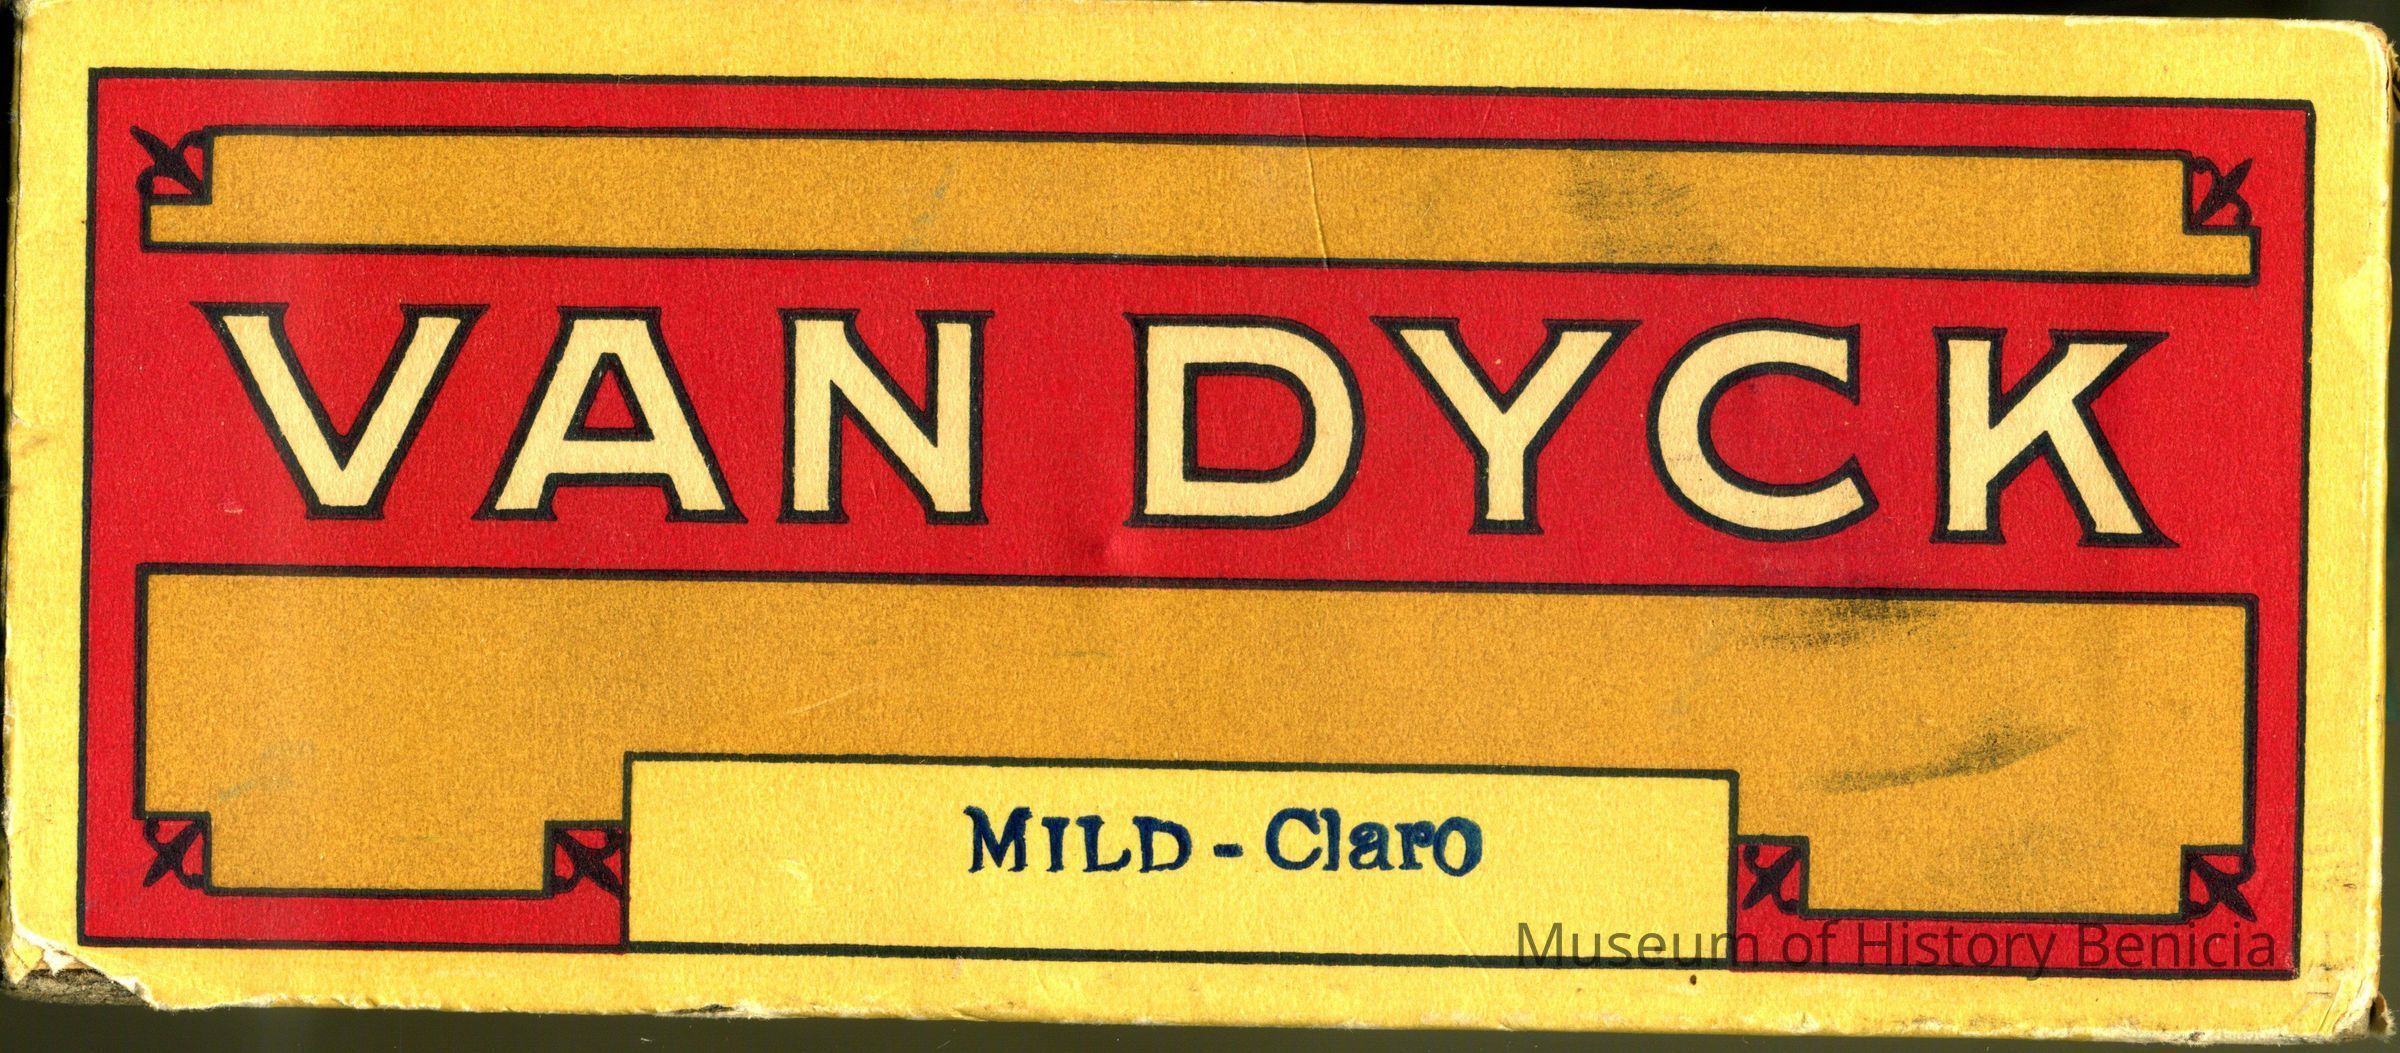 VAN DYCK
MILD - Claro
Museum of History Benicia